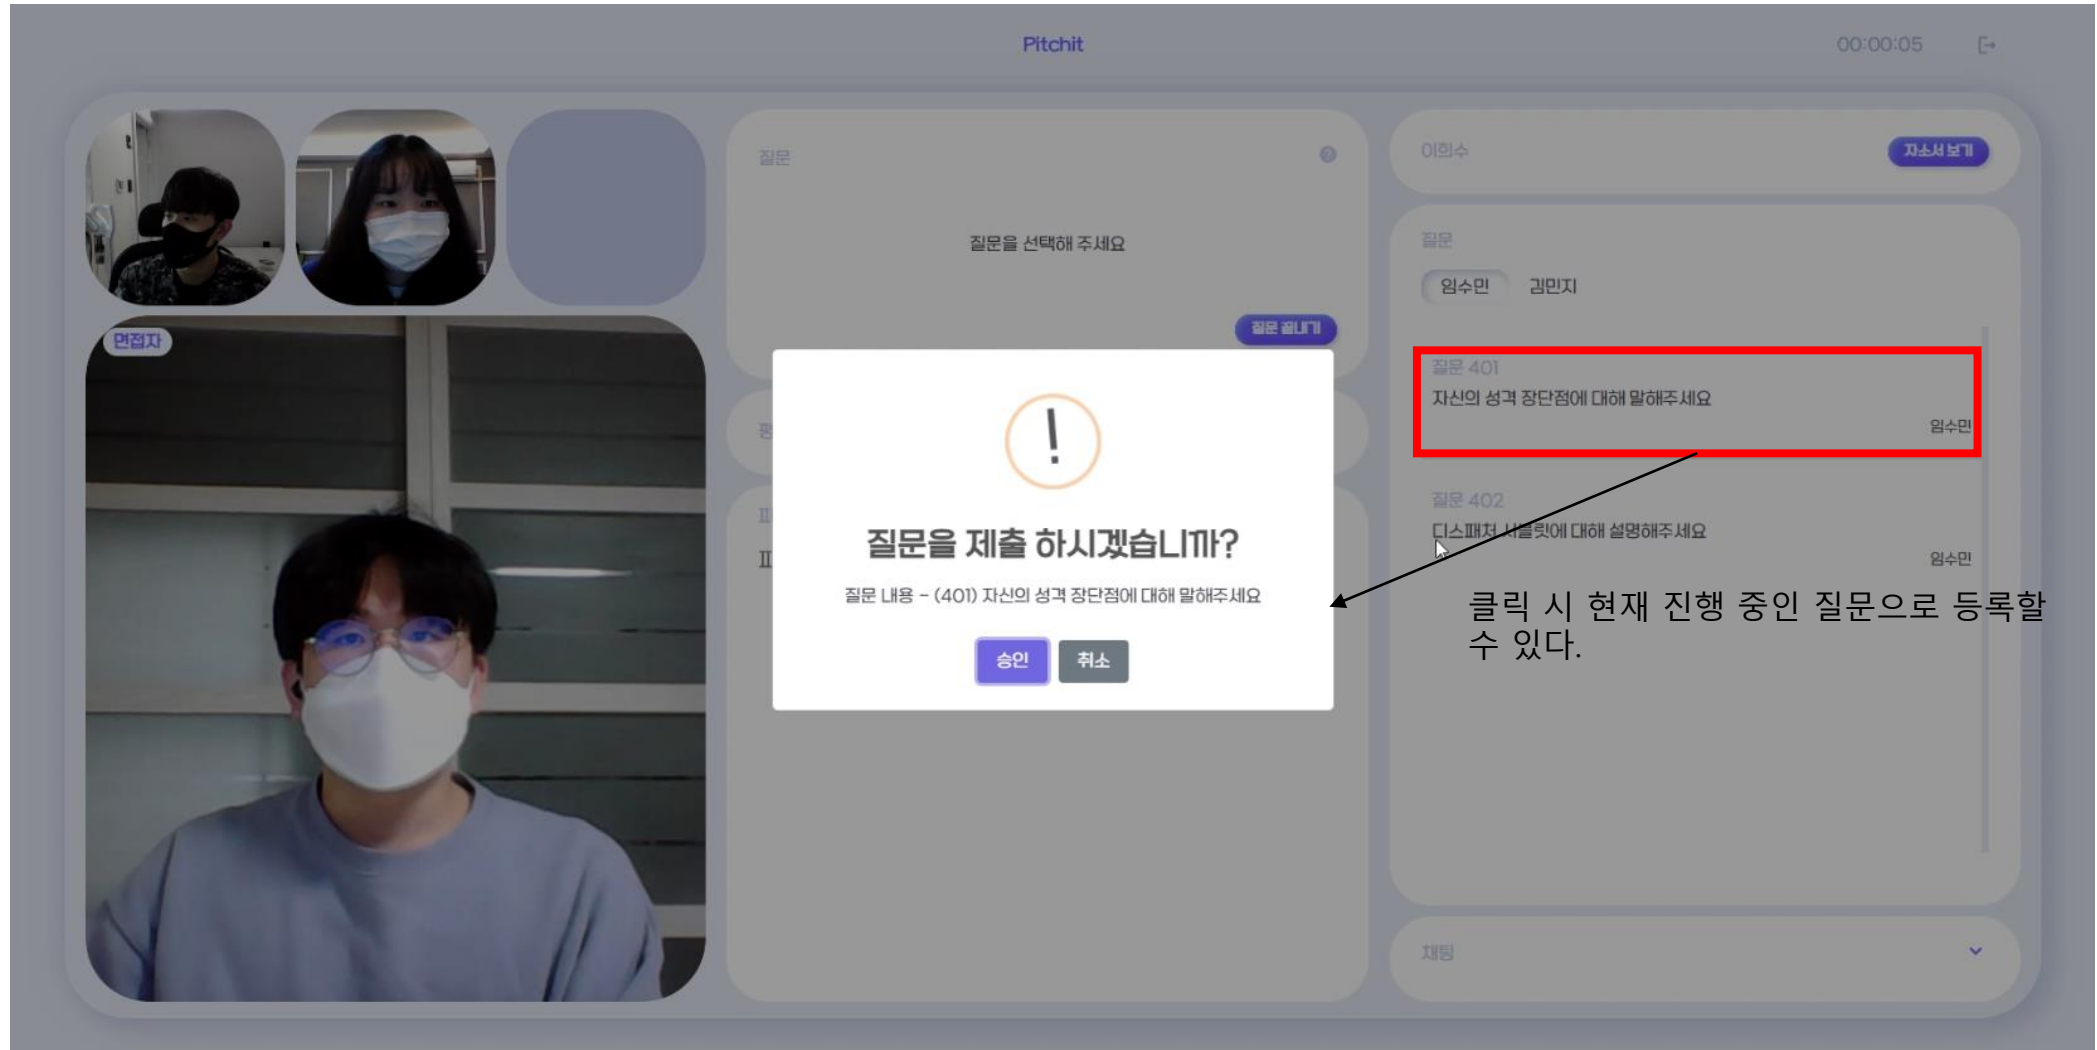 Pitchit
00:00:05
면접자
질문
질문을 선택해 주세요
질문 끝내기
질문을 제출 하시겠습니까?
질문 내용 - (401) 자신의 성격 장단점에 대해 말해주세요
승인 취소
이희수
자소서 보기
질문
임수민 김민지
질문 401
자신의 성격 장단점에 대해 말해주세요
임수민
질문 402
디스패처 서블릿에 대해 설명해주세요
임수민
클릭 시 현재 진행 중인 질문으로 등록할
수 있다.
채팅